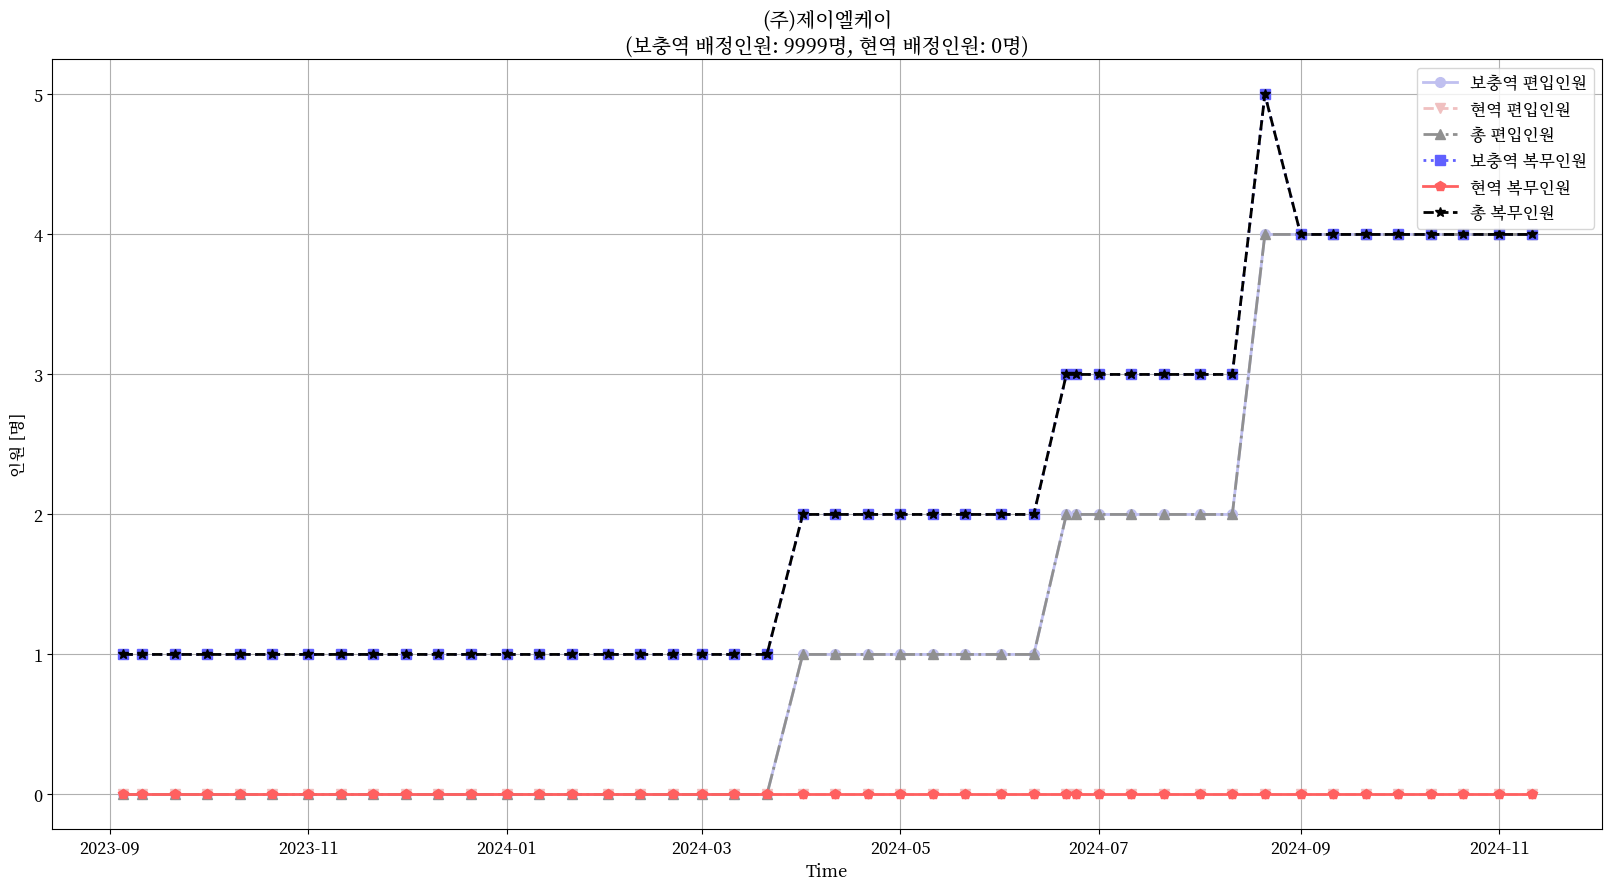 (주)제이엘케이
(보충역 배정인원: 9999명, 현역 배정인원: 0명)
보충역 편입인원
현역 편입인원
총 편입인원
보충역 복무인원
현역 복무인원
총 복무인원
인원 [명]
5
4
3
2
1
0
2023-09 2023-11 2024-01 2024-03 2024-05 2024-07 2024-09 2024-11
Time